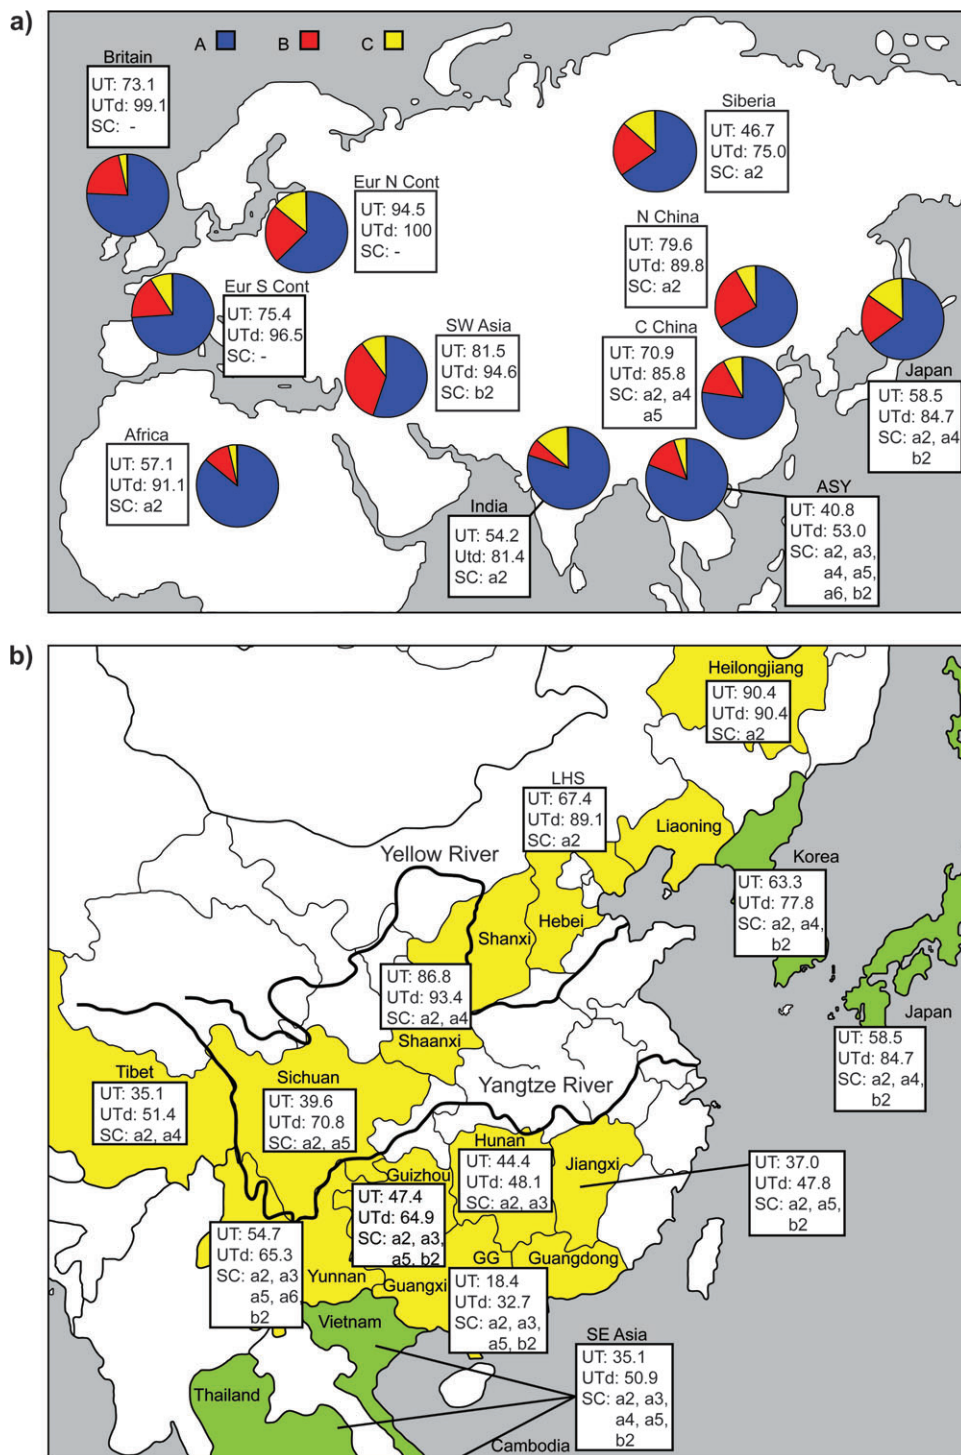 a)
A
B
C
Britain
UT: 73.1
UTd: 99.1
SC: -
Eur N Cont
UT: 94.5
UTd: 100
SC: -
Siberia
UT: 46.7
UTd: 75.0
SC: a2
N China
UT: 79.6
UTd: 89.8
SC: a2
Eur S Cont
UT: 75.4
UTd: 96.5
SC: -
SW Asia
UT: 81.5
UTd: 94.6
SC: b2
C China
UT: 70.9
UTd: 85.8
SC: a2, a4
a5
Japan
UT: 58.5
UTd: 84.7
SC: a2, a4
b2
Africa
UT: 57.1
UTd: 91.1
SC: a2
India
UT: 54.2
Utd: 81.4
SC: a2
ASY
UT: 40.8
UTd: 53.0
SC: a2, a3,
a4, a5,
a6, b2
b)
Heilongjiang
UT: 90.4
UTd: 90.4
SC: a2
LHS
UT: 67.4
UTd: 89.1
SC: a2
Liaoning
Yellow River
Korea
UT: 63.3
UTd: 77.8
SC: a2, a4,
b2
Shanxi
Hebei
UT: 86.8
UTd: 93.4
SC: a2, a4
Shaanxi
Japan
UT: 58.5
UTd: 84.7
SC: a2, a4,
b2
Tibet
UT: 35.1
UTd: 51.4
SC: a2, a4
Sichuan
UT: 39.6
UTd: 70.8
SC: a2, a5
Yangtze River
Hunan
UT: 44.4
UTd: 48.1
SC: a2, a3
Jiangxi
UT: 37.0
UTd: 47.8
SC: a2, a5,
b2
Guizhou
UT: 47.4
UTd: 64.9
SC: a2, a3,
a5, b2
UT: 54.7
UTd: 65.3
SC: a2, a3
a5, a6,
b2
Yunnan
Guangxi
GG
Guangdong
UT: 18.4
UTd: 32.7
SC: a2, a3,
a5, b2
Vietnam
SE Asia
UT: 35.1
UTd: 50.9
SC: a2, a3,
a4, a5,
b2
Thailand
Cambodia